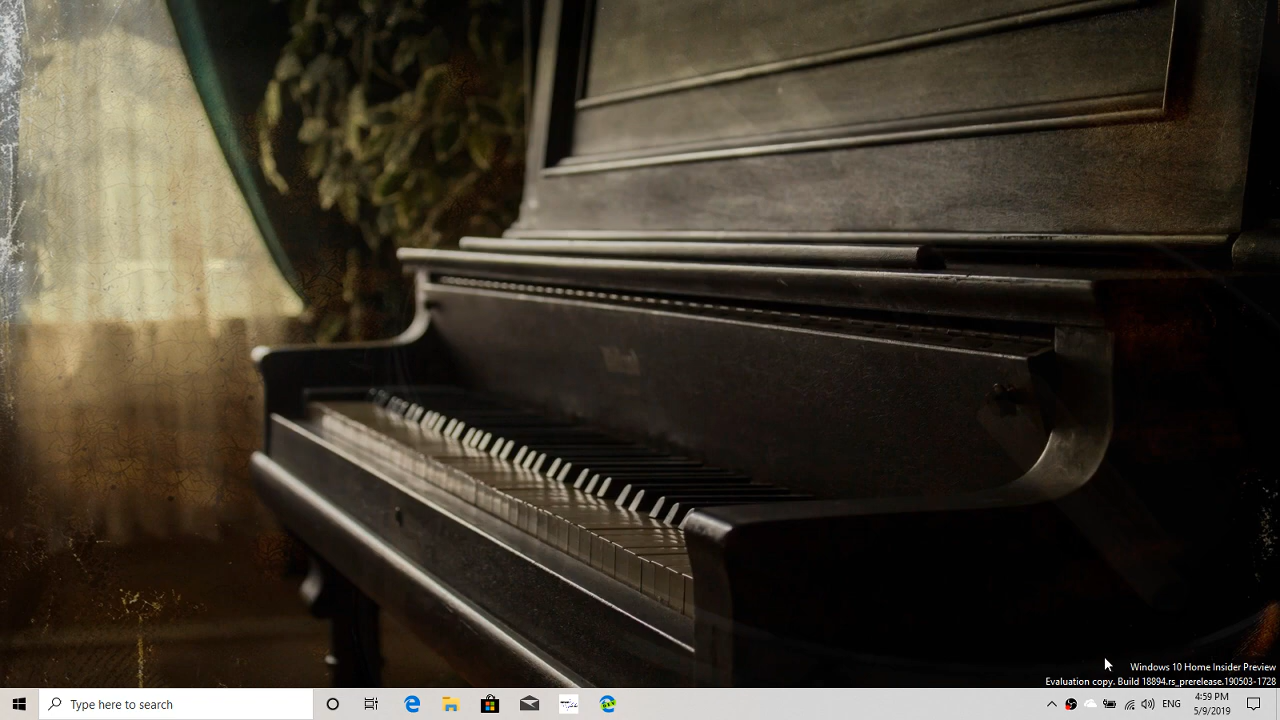 Windows 10 Home Insider Preview
Evaluation copy. Build 18894.rs_prerelease.190503-1728
Type here to search
ENG
4:59 PM
5/9/2019